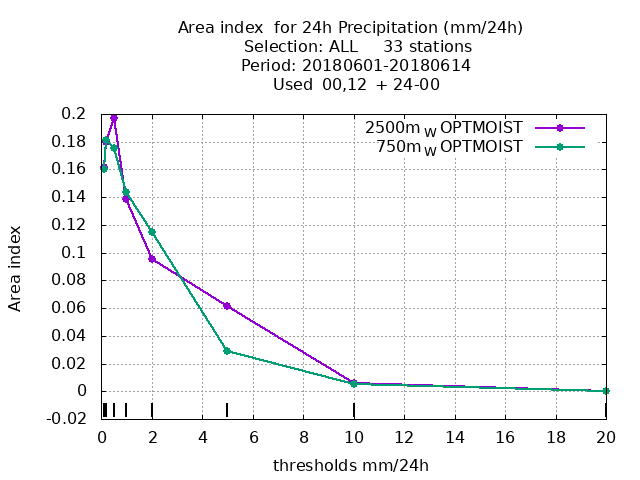 Area index  for 24h Precipitation (mm/24h)
Selection: ALL     33 stations
Period: 20180601-20180614
Used  00,12  + 24-00
2500m W OPTMOIST
750m W OPTMOIST
0.2
0.18
0.16
0.14
0.12
0.1
0.08
0.06
0.04
0.02
0
-0.02
Area index
0 2 4 6 8 10 12 14 16 18 20
thresholds mm/24h